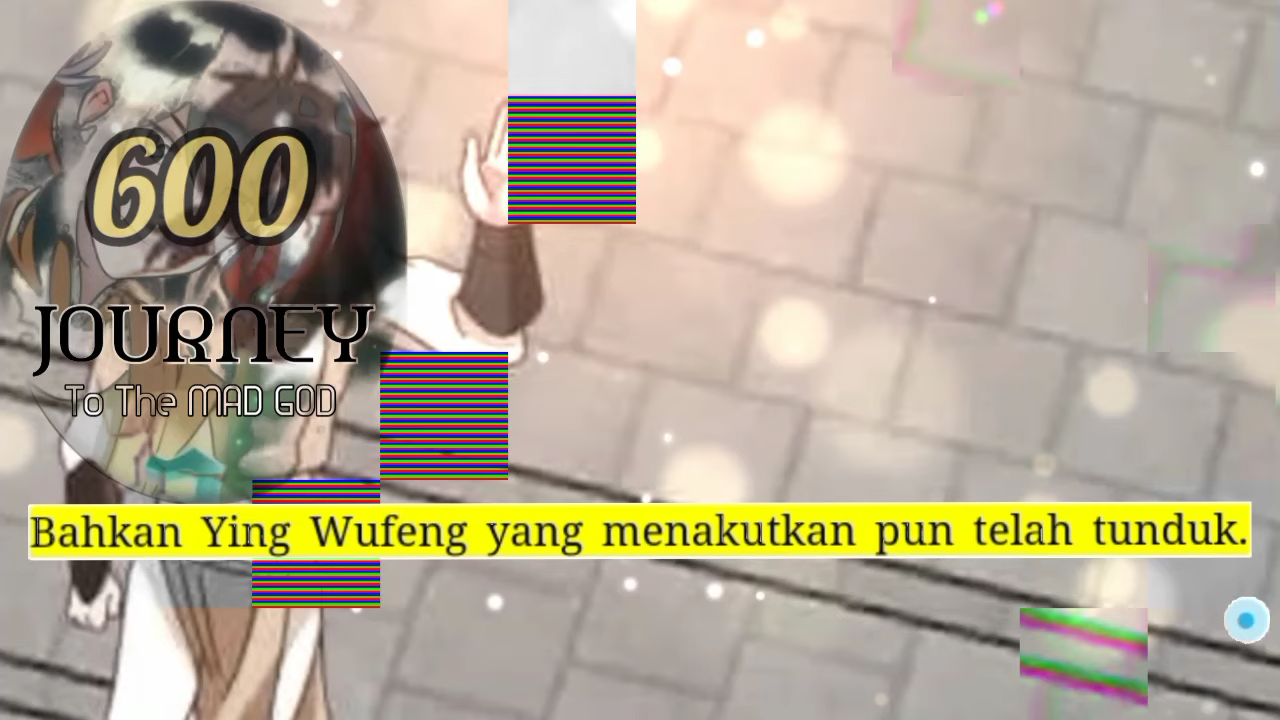 600
JOURNEY
To The MAD GOD
Bahkan Ying Wufeng yang menakutkan pun telah tunduk.